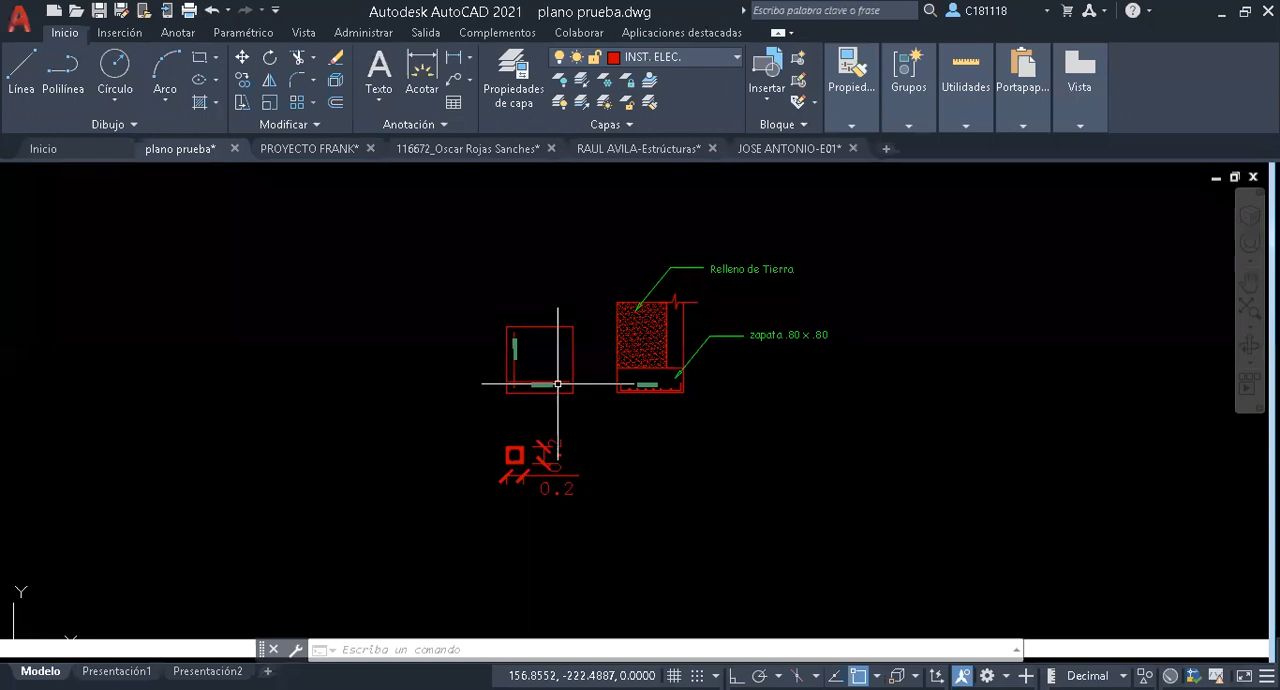 Autodesk AutoCAD 2021 plano prueba.dwg
Escriba palabra clave o frase
C181118
Inicio Inserción Anotar Paramétrico Vista Administrar Salida Complementos Colaborar Aplicaciones destacadas
INST. ELEC.
Línea Polilínea Círculo Arco
Texto Acotar
Propiedades de capa
Insertar
Propied... Grupos Utilidades Portapap... Vista
Dibujo Modificar Anotación Capas Bloque
Inicio plano prueba* PROYECTO FRANK* 116672_Oscar Rojas Sanches* RAUL AVILA-Estrúcturas* JOSE ANTONIO-E01*
Relleno de Tierra
zapata .80 x .80
0.2
Y
Escriba un comando
Modelo Presentación1 Presentación2
156.8552, -222.4887, 0.0000
Decimal